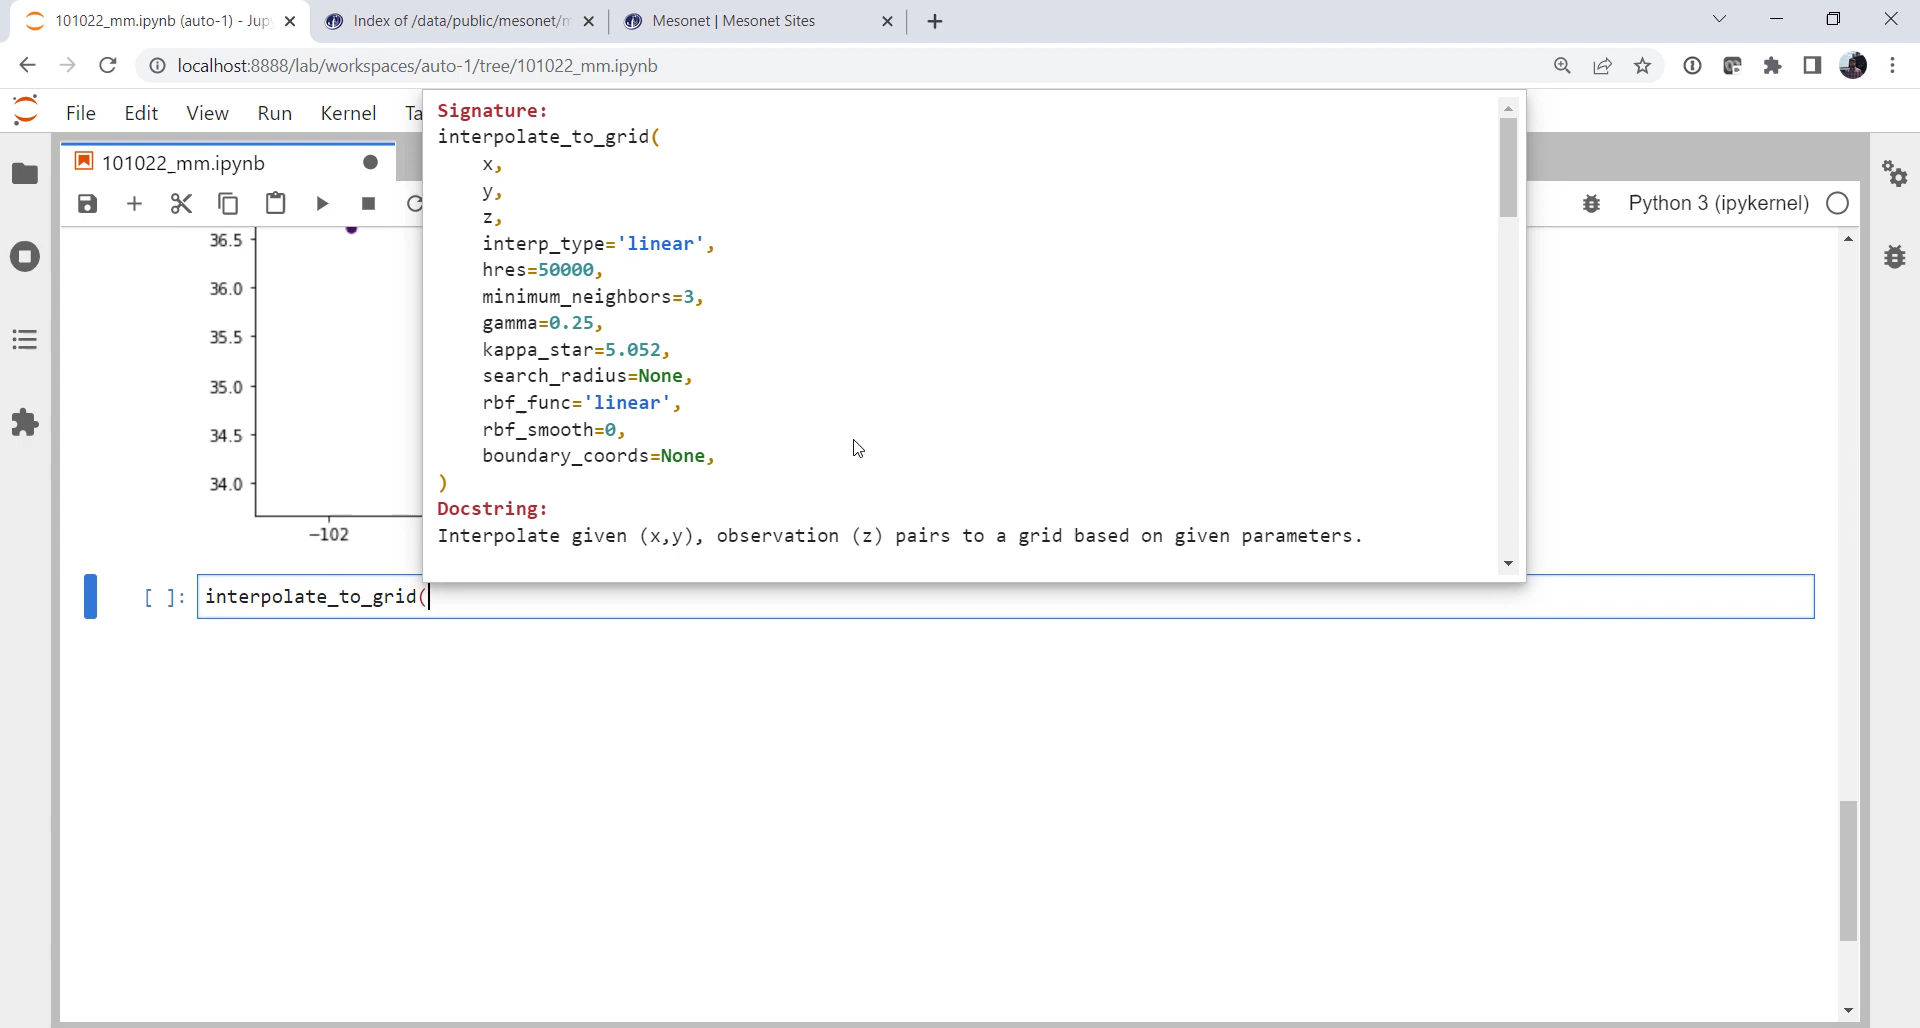 101022_mm.ipynb (auto-1) - Jup
Index of /data/public/mesonet/m
Mesonet | Mesonet Sites
localhost:8888/lab/workspaces/auto-1/tree/101022_mm.ipynb
File Edit View Run Kernel Ta
101022_mm.ipynb
Python 3 (ipykernel)
Signature:
interpolate_to_grid(
x,
y,
z,
interp_type='linear',
hres=50000,
minimum_neighbors=3,
gamma=0.25,
kappa_star=5.052,
search_radius=None,
rbf_func='linear',
rbf_smooth=0,
boundary_coords=None,
)
Docstring:
Interpolate given (x,y), observation (z) pairs to a grid based on given parameters.
36.5
36.0
35.5
35.0
34.5
34.0
−102
[ ]: interpolate_to_grid(